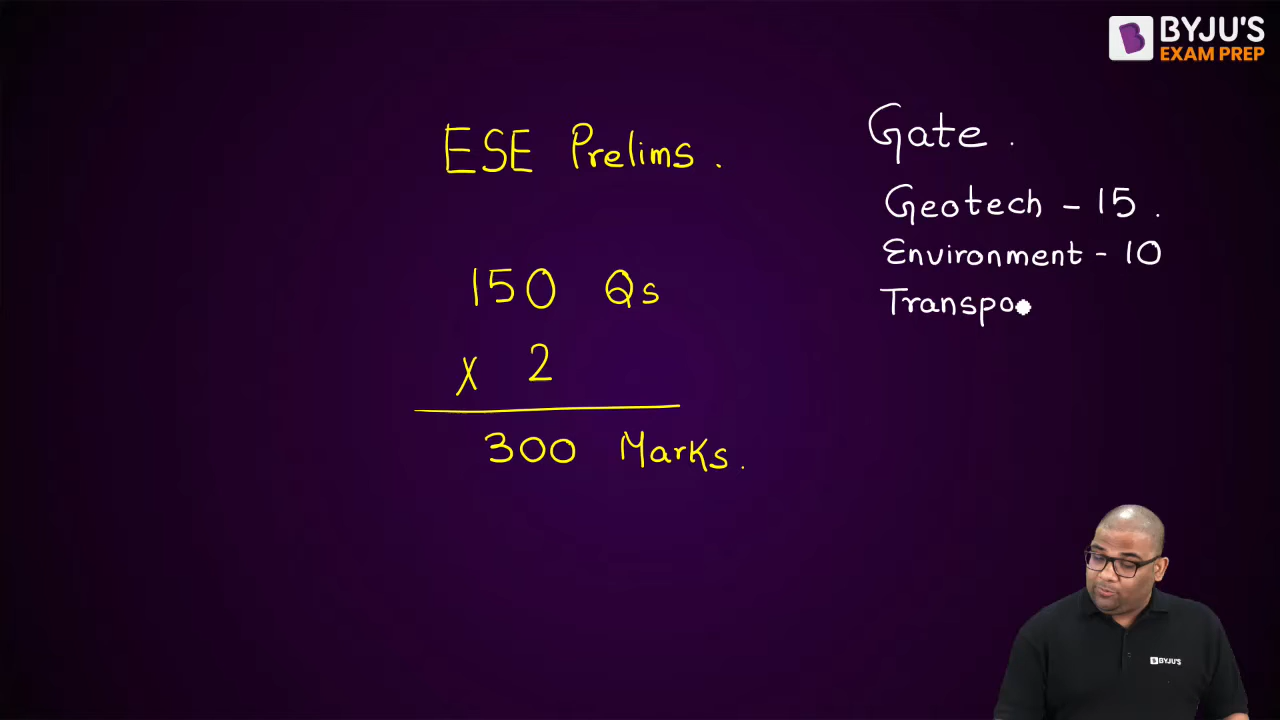 BYJU'S
EXAM PREP
ESE Prelims.
150 Qs
x 2
300 Marks.
Gate.
Geotech - 15.
Environment - 10
Transpo
BYJU'S